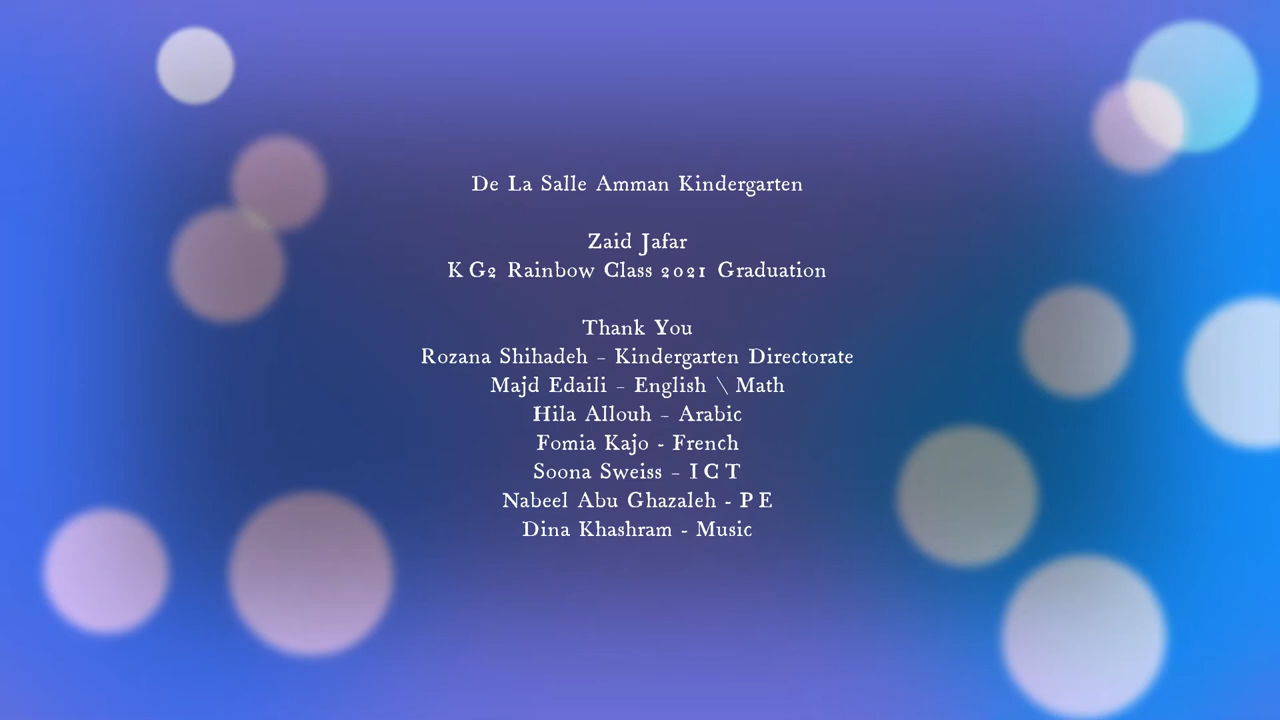 De La Salle Amman Kindergarten
Zaid Jafar
KG2 Rainbow Class 2021 Graduation
Thank You
Rozana Shihadeh – Kindergarten Directorate
Majd Edaili – English \ Math
Hila Allouh – Arabic
Fomia Kajo - French
Soona Sweiss – ICT
Nabeel Abu Ghazaleh - PE
Dina Khashram - Music